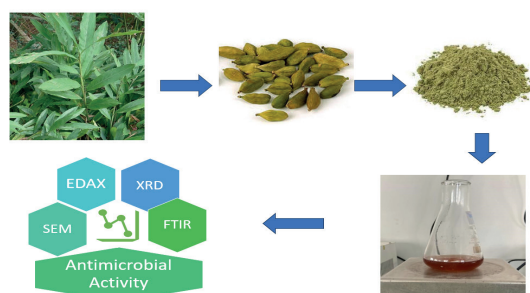 EDAX
XRD
SEM
FTIR
Antimicrobial
Activity